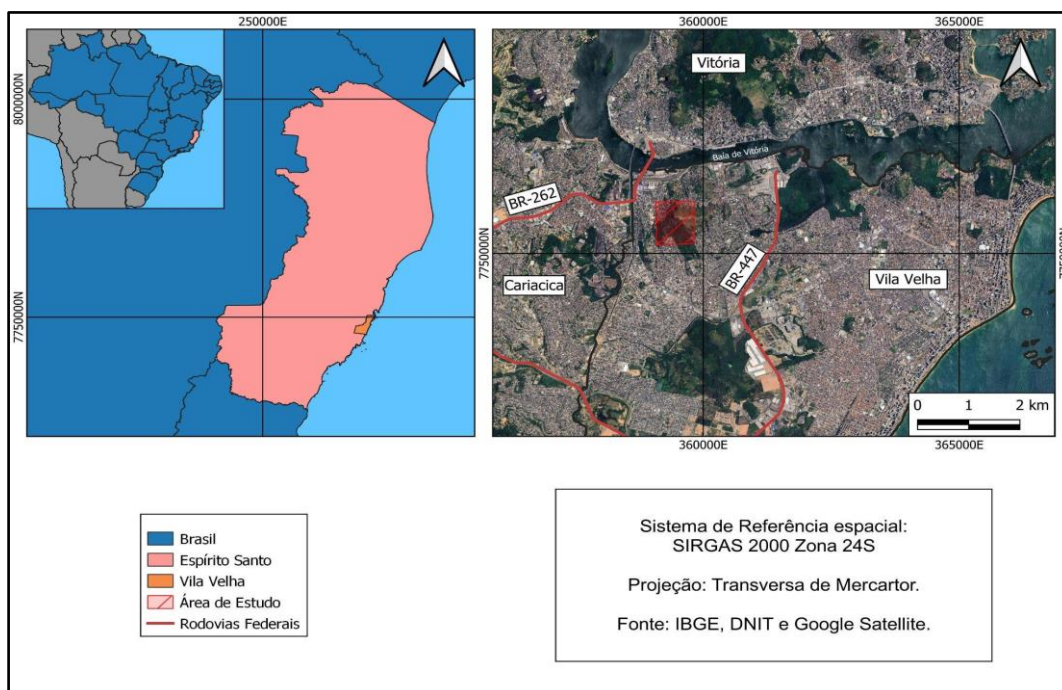 250000E
8000000N
7750000N
250000E
360000E
365000E
Vitória
Baía de Vitória
BR-262
BR-447
Cariacica
Vila Velha
7750000N
7750000N
0 1 2 km
360000E
365000E
Brasil
Espírito Santo
Vila Velha
Área de Estudo
Rodovias Federais
Sistema de Referência espacial:
SIRGAS 2000 Zona 24S
Projeção: Transversa de Mercartor.
Fonte: IBGE, DNIT e Google Satellite.